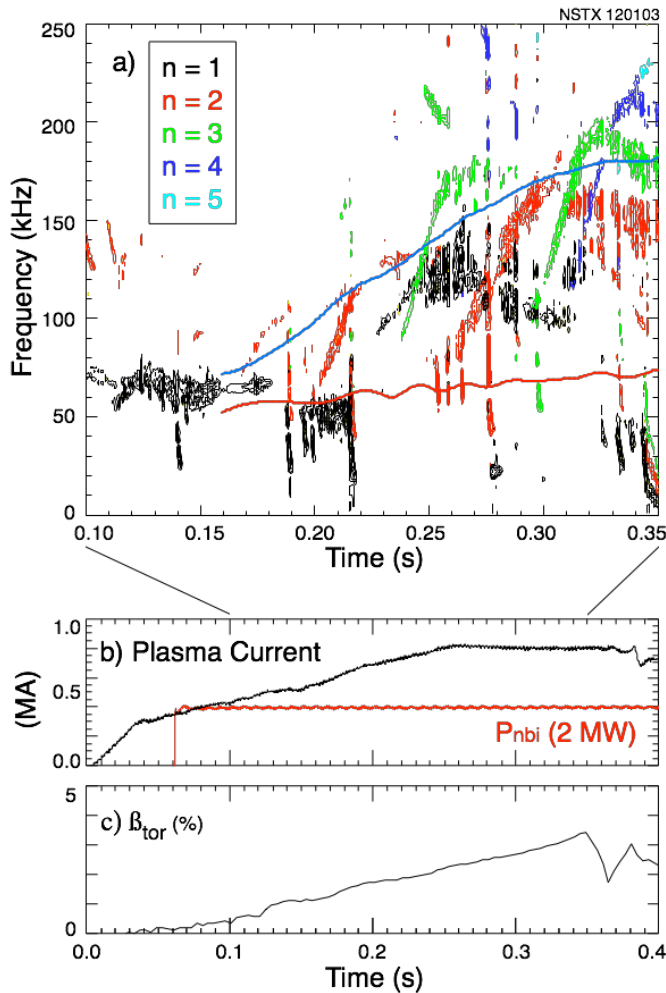 NSTX 120103
250
200
150
100
50
0
Frequency (kHz)
a)
n = 1
n = 2
n = 3
n = 4
n = 5
0.10 0.15 0.20 0.25 0.30 0.35
Time (s)
1.0
0.5
0.0
(MA)
b) Plasma Current
Pnbi (2 MW)
5
0
c) ßtor (%)
0.0 0.1 0.2 0.3 0.4
Time (s)